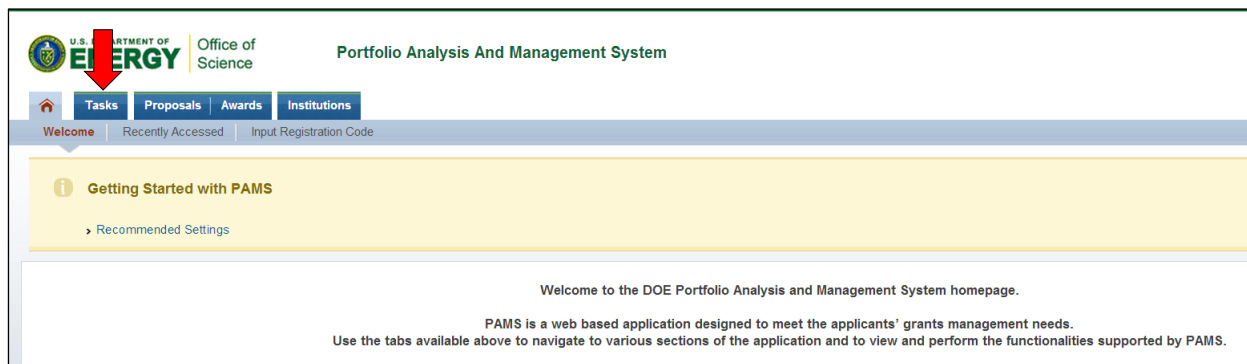 U.S. DEPARTMENT OF
ENERGY
Office of
Science
Portfolio Analysis And Management System
Tasks
Proposals
Awards
Institutions
Welcome
Recently Accessed
Input Registration Code
Getting Started with PAMS
Recommended Settings
Welcome to the DOE Portfolio Analysis and Management System homepage.
PAMS is a web based application designed to meet the applicants' grants management needs.
Use the tabs available above to navigate to various sections of the application and to view and perform the functionalities supported by PAMS.